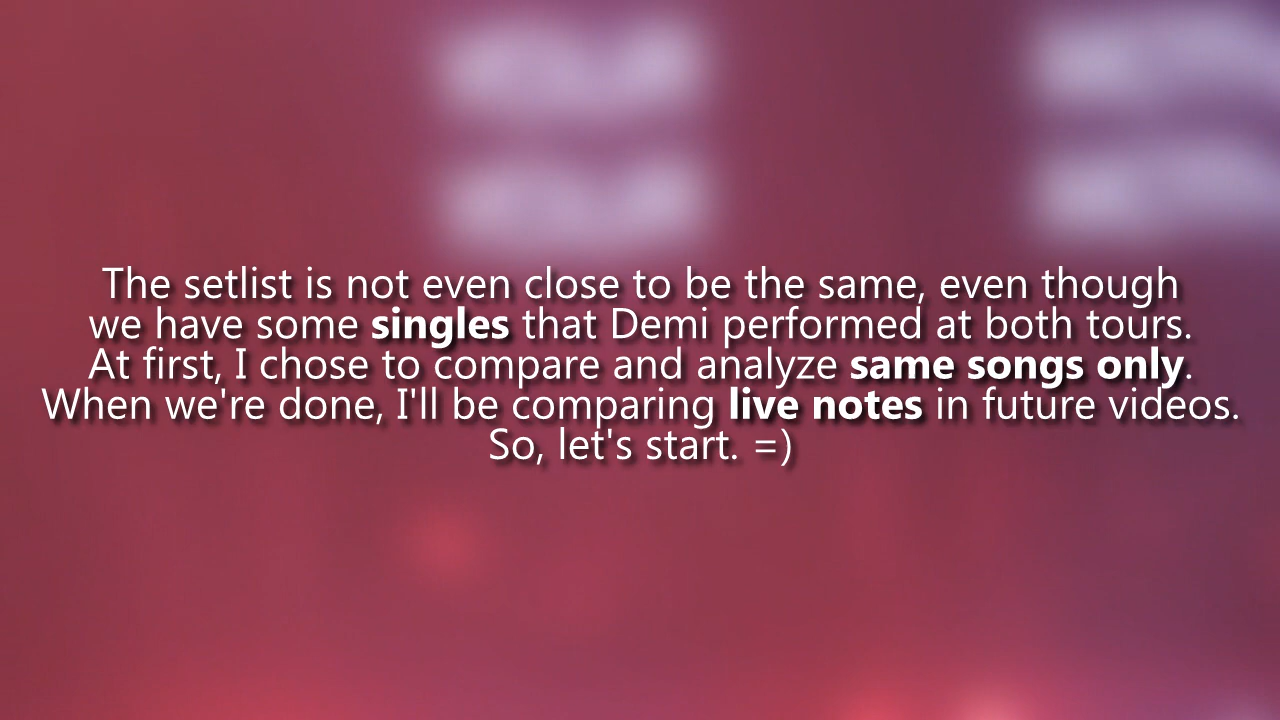 The setlist is not even close to be the same, even though
we have some singles that Demi performed at both tours.
At first, I chose to compare and analyze same songs only.
When we're done, I'll be comparing live notes in future videos.
So, let's start. =)